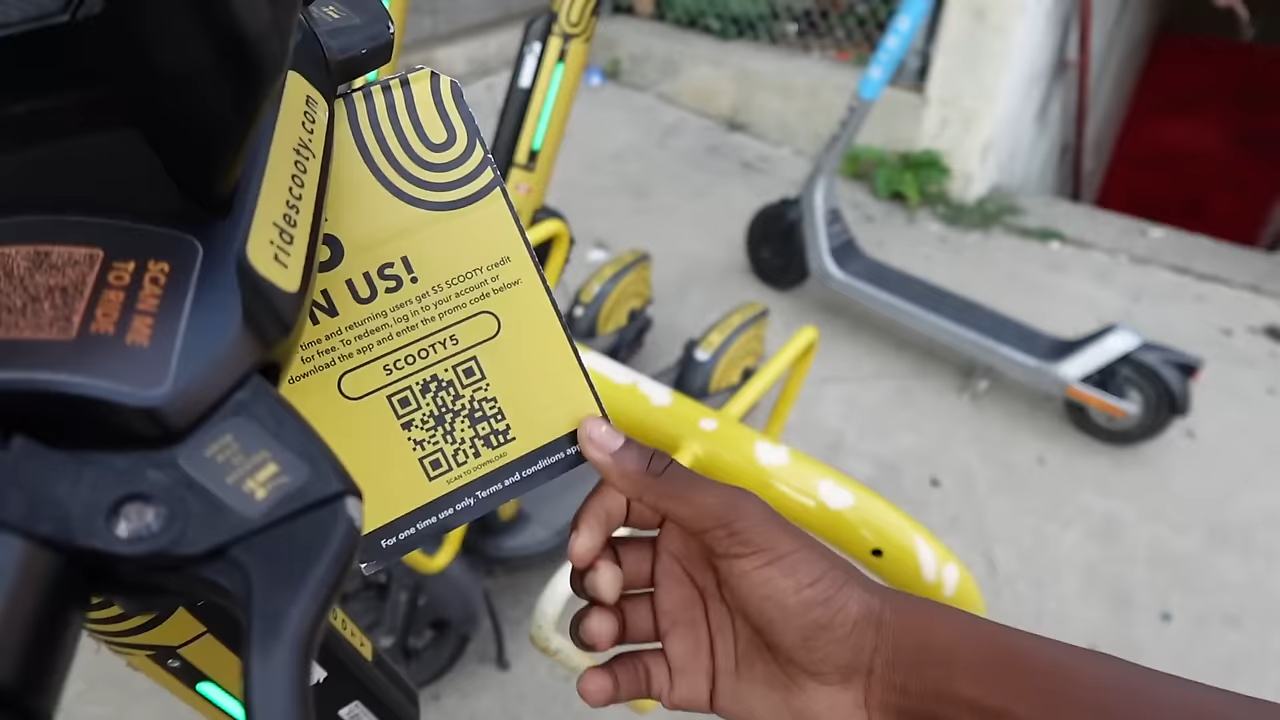 ridescooty.com
SCAN ME
TO RIDE
N US!
time and returning users get $5 SCOOTY credit
for free. To redeem, log in to your account or
download the app and enter the promo code below:
SCOOTY5
SCAN TO DOWNLOAD
For one time use only. Terms and conditions app